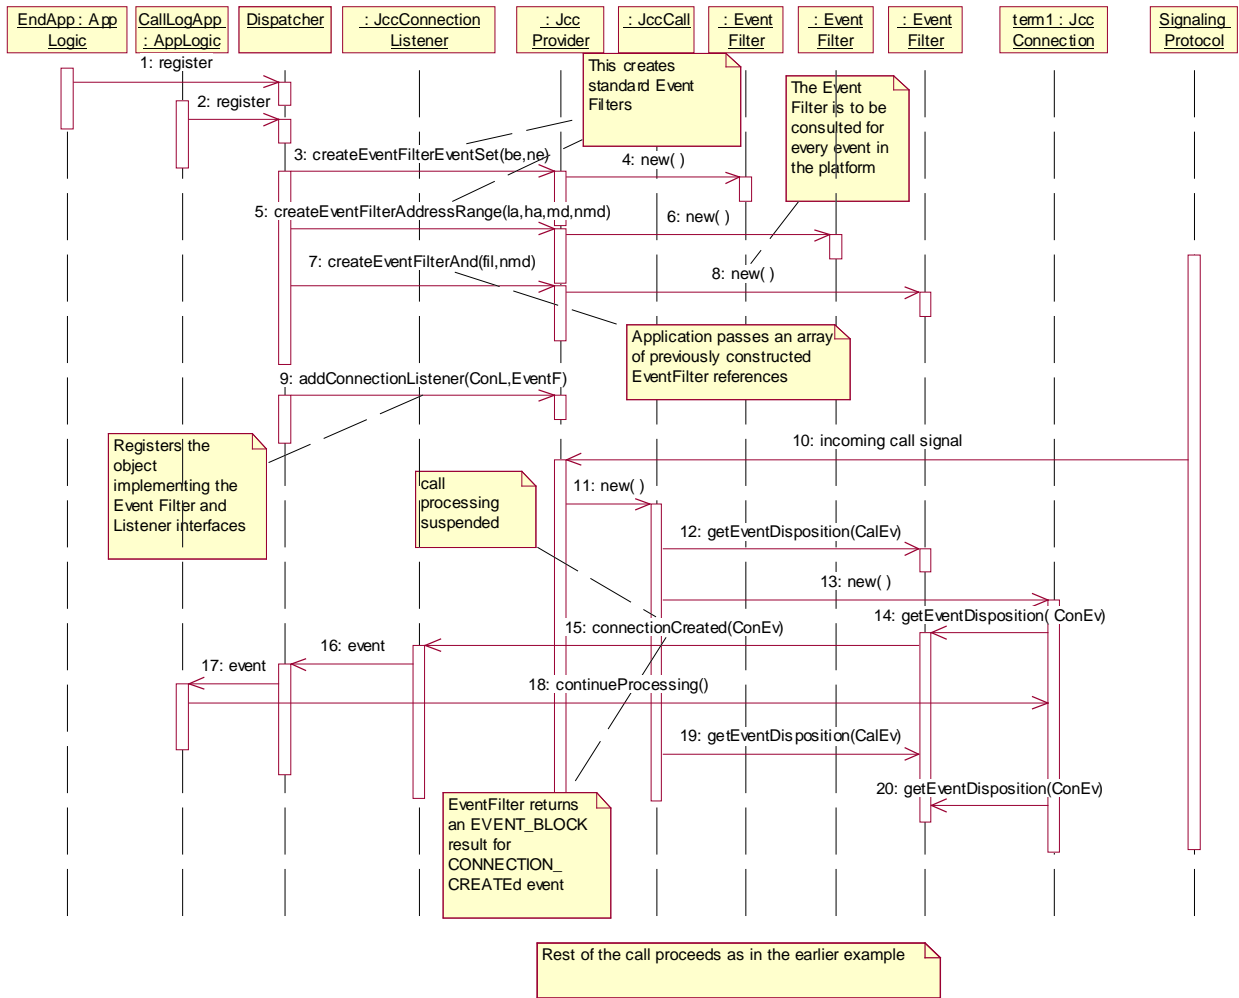 EndApp : App
Logic
CallLogApp
: AppLogic
Dispatcher
: JccConnection
Listener
: Jcc
Provider
: JccCall
: Event
Filter
: Event
Filter
: Event
Filter
term1 : Jcc
Connection
Signaling
Protocol
1: register
This creates
standard Event
Filters
The Event
Filter is to be
consulted for
every event in
the platform
2: register
3: createEventFilterEventSet(be,ne)
4: new( )
5: createEventFilterAddressRange(la,ha,md,nmd)
6: new( )
7: createEventFilterAnd(fil,nmd)
8: new( )
Application passes an array
of previously constructed
EventFilter references
9: addConnectionListener(ConL,EventF)
Registers the
object
implementing the
Event Filter and
Listener interfaces
10: incoming call signal
call
processing
suspended
11: new( )
12: getEventDisposition(CalEv)
13: new( )
14: getEventDisposition( ConEv)
15: connectionCreated(ConEv)
16: event
17: event
18: continueProcessing()
19: getEventDisposition(CalEv)
20: getEventDisposition(ConEv)
EventFilter returns
an EVENT_BLOCK
result for
CONNECTION_
CREATEd event
Rest of the call proceeds as in the earlier example